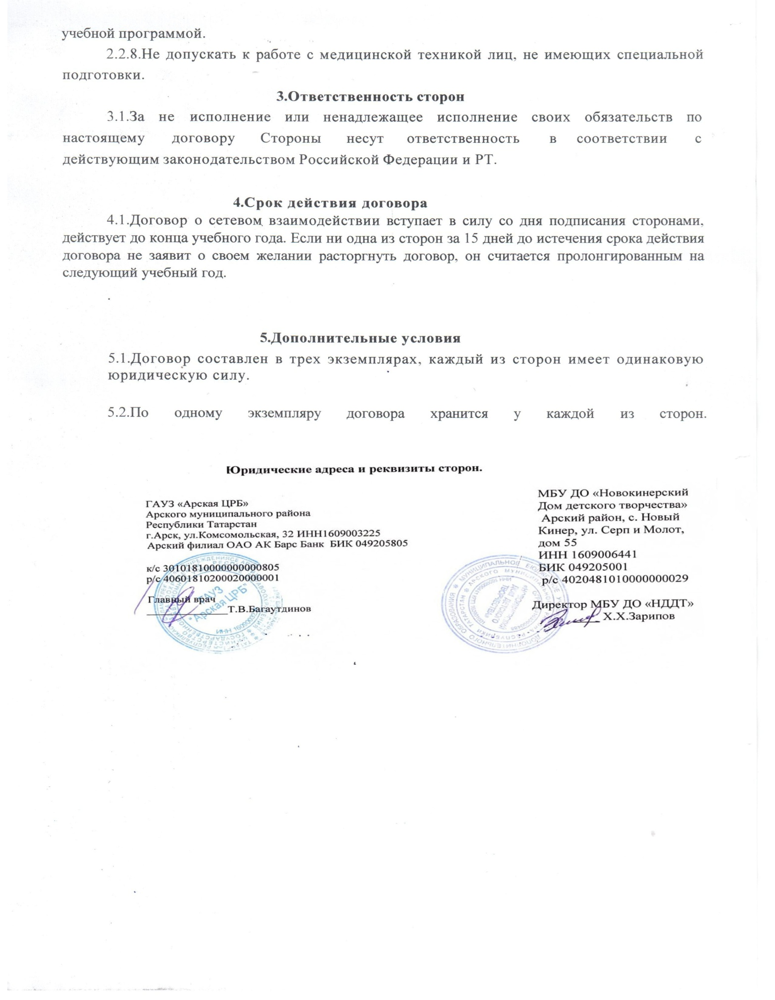 учебной программой.
2.2.8.Не допускать к работе с медицинской техникой лиц, не имеющих специальной
подготовки.
3.Ответственность сторон
3.1.За не исполнение или ненадлежащее исполнение своих обязательств по
настоящему договору Стороны несут ответственность в соответствии с
действующим законодательством Российской Федерации и РТ.
4.Срок действия договора
4.1.Договор о сетевом взаимодействии вступает в силу со дня подписания сторонами,
действует до конца учебного года. Если ни одна из сторон за 15 дней до истечения срока действия
договора не заявит о своем желании расторгнуть договор, он считается пролонгированным на
следующий учебный год.
5.Дополнительные условия
5.1.Договор составлен в трех экземплярах, каждый из сторон имеет одинаковую
юридическую силу.
5.2.По одному экземпляру договора хранится у каждой из сторон.
Юридические адреса и реквизиты сторон.
ГАУЗ «Арская ЦРБ»
Арского муниципального района
Республики Татарстан
г.Арск, ул.Комсомольская, 32 ИНН1609003225
Арский филиал ОАО АК Барс Банк БИК 049205805
к/с 30101810000000000805
р/с 40601810200020000001
Главный врач
Т.В.Багаутдинов
ГАУЗ
"Арская ЦРБ"
МБУ ДО «Новокинерский
Дом детского творчества»
Арский район, с. Новый
Кинер, ул. Серп и Молот,
дом 55
ИНН 1609006441
БИК 049205001
р/с 40204810100000000029
Директор МБУ ДО «НДДТ»
Х.Х.Зарипов